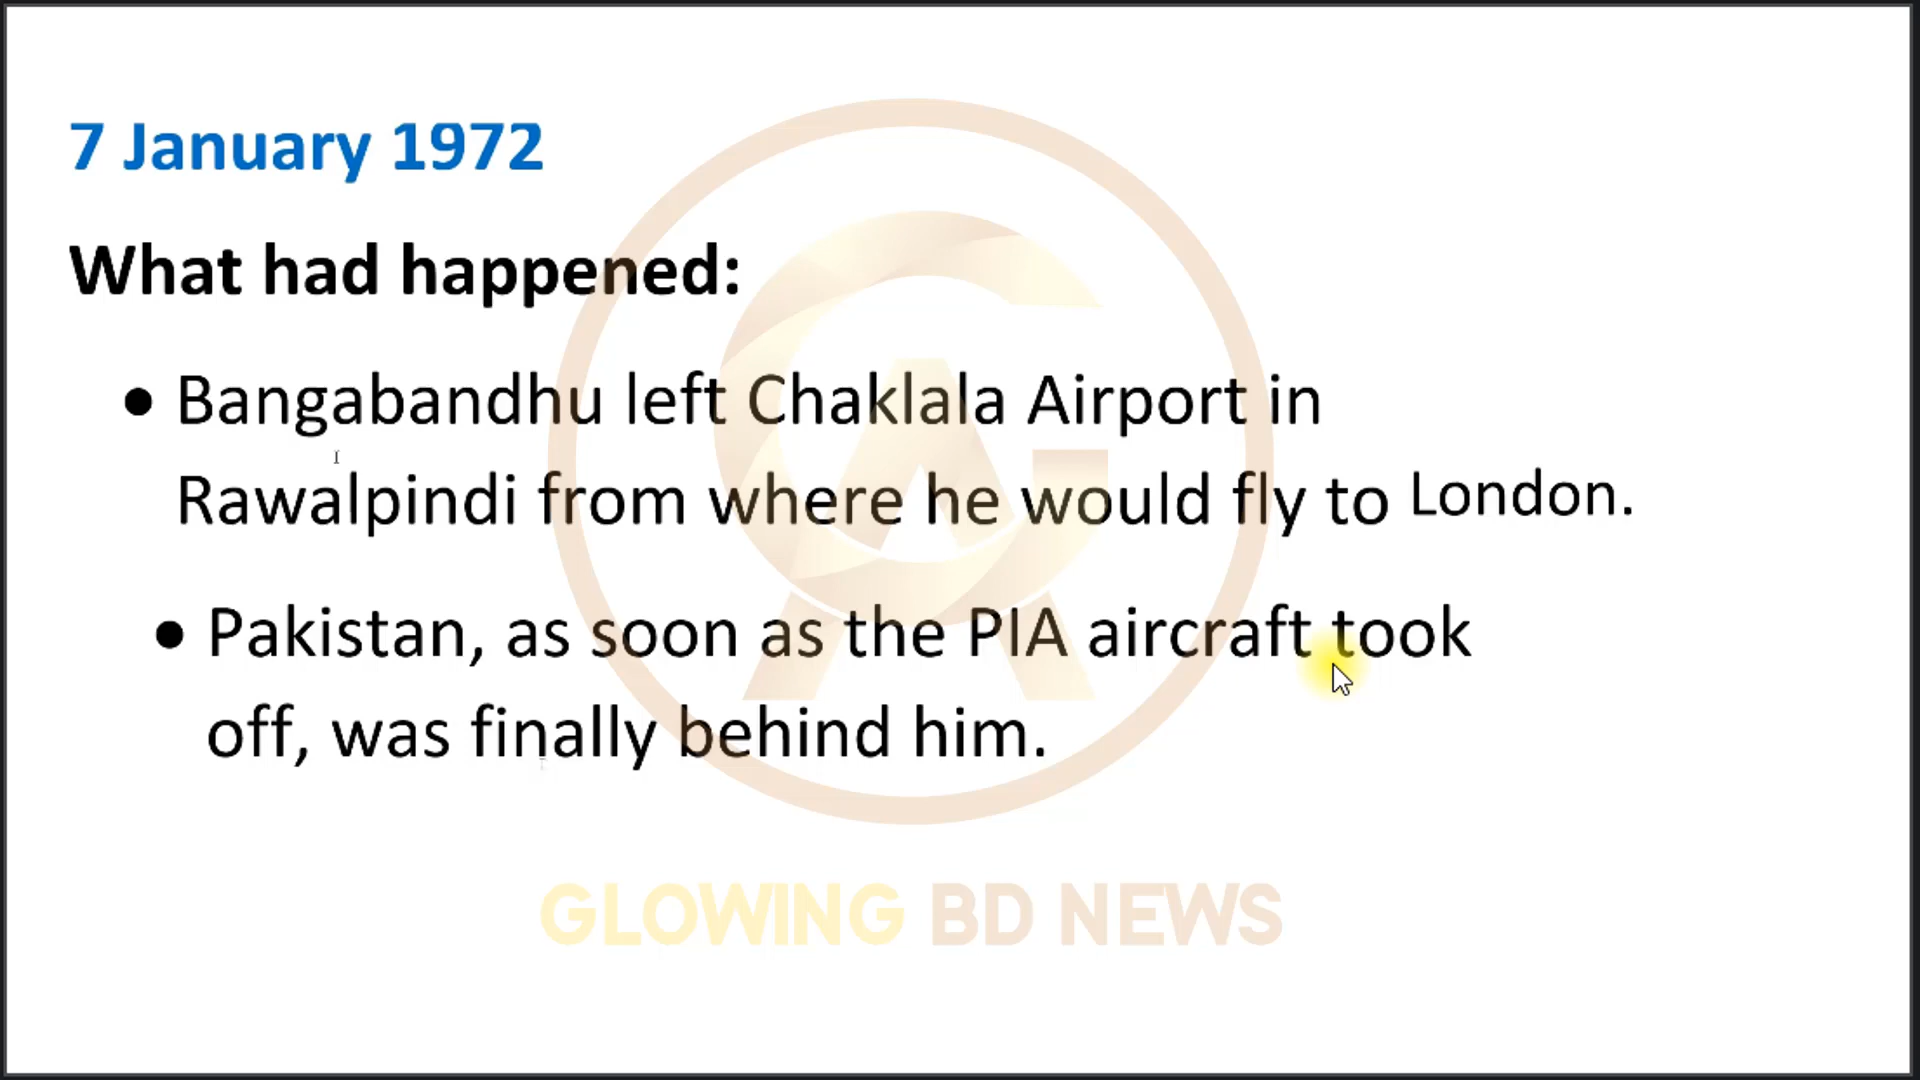 7 January 1972
What had happened:
• Bangabandhu left Chaklala Airport in
Rawalpindi from where he would fly to London.
• Pakistan, as soon as the PIA aircraft took
off, was finally behind him.
GLOWING BD NEWS